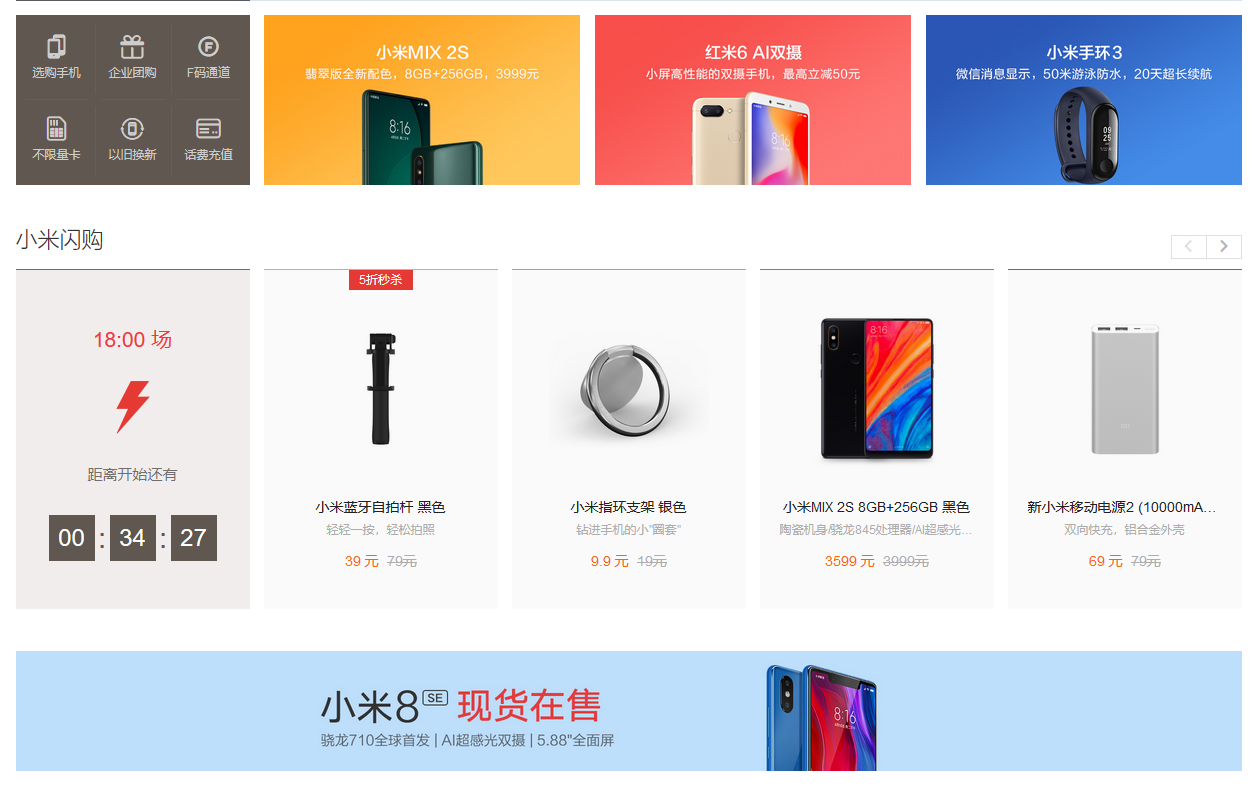 选购手机
企业团购
F码通道
不限量卡
以旧换新
话费充值
小米MIX 2S
翡翠版全新配色，8GB+256GB，3999元
8:16
红米6 AI双摄
小屏高性能的双摄手机，最高立减50元
8:16
小米手环3
微信消息显示，50米游泳防水，20天超长续航
09
25
小米闪购
18:00 场
距离开始还有
00 : 34 : 27
5折秒杀
小米蓝牙自拍杆 黑色
轻轻一按，轻松拍照
39 元 79元
小米指环支架 银色
钻进手机的小"圈套"
9.9 元 19元
8:16
小米MIX 2S 8GB+256GB 黑色
陶瓷机身/骁龙845处理器/AI超感光...
3599 元 3999元
新小米移动电源2 (10000mA...
双向快充，铝合金外壳
69 元 79元
小米8 SE 现货在售
骁龙710全球首发 | AI超感光双摄 | 5.88"全面屏
8:16